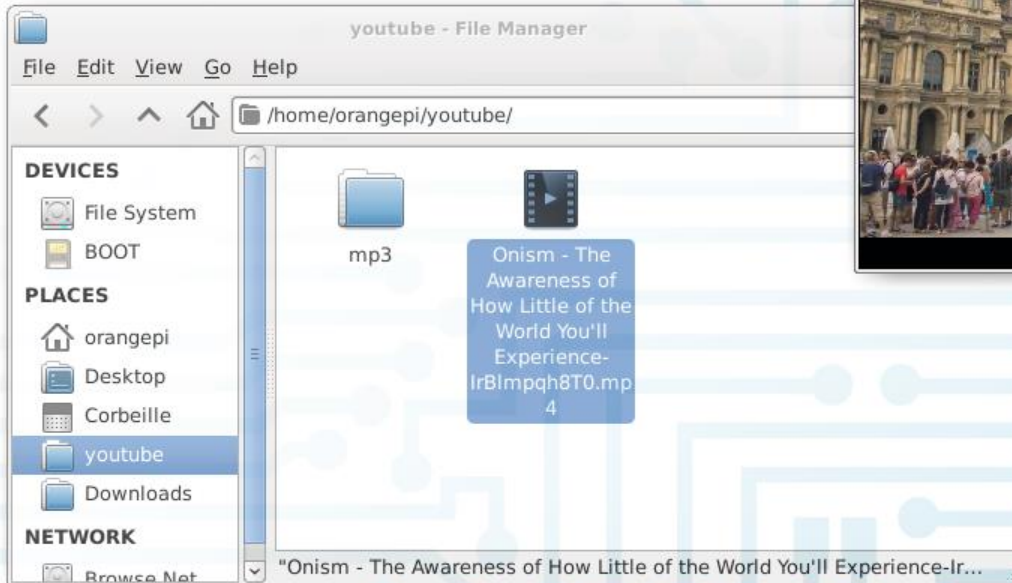 youtube - File Manager
File Edit View Go Help
/home/orangepi/youtube/
DEVICES
File System
BOOT
PLACES
orangepi
Desktop
Corbeille
youtube
Downloads
NETWORK
Browse Net
mp3
Onism - The
Awareness of
How Little of the
World You'll
Experience-
IrBlmpqh8T0.mp
4
"Onism - The Awareness of How Little of the World You'll Experience-Ir...